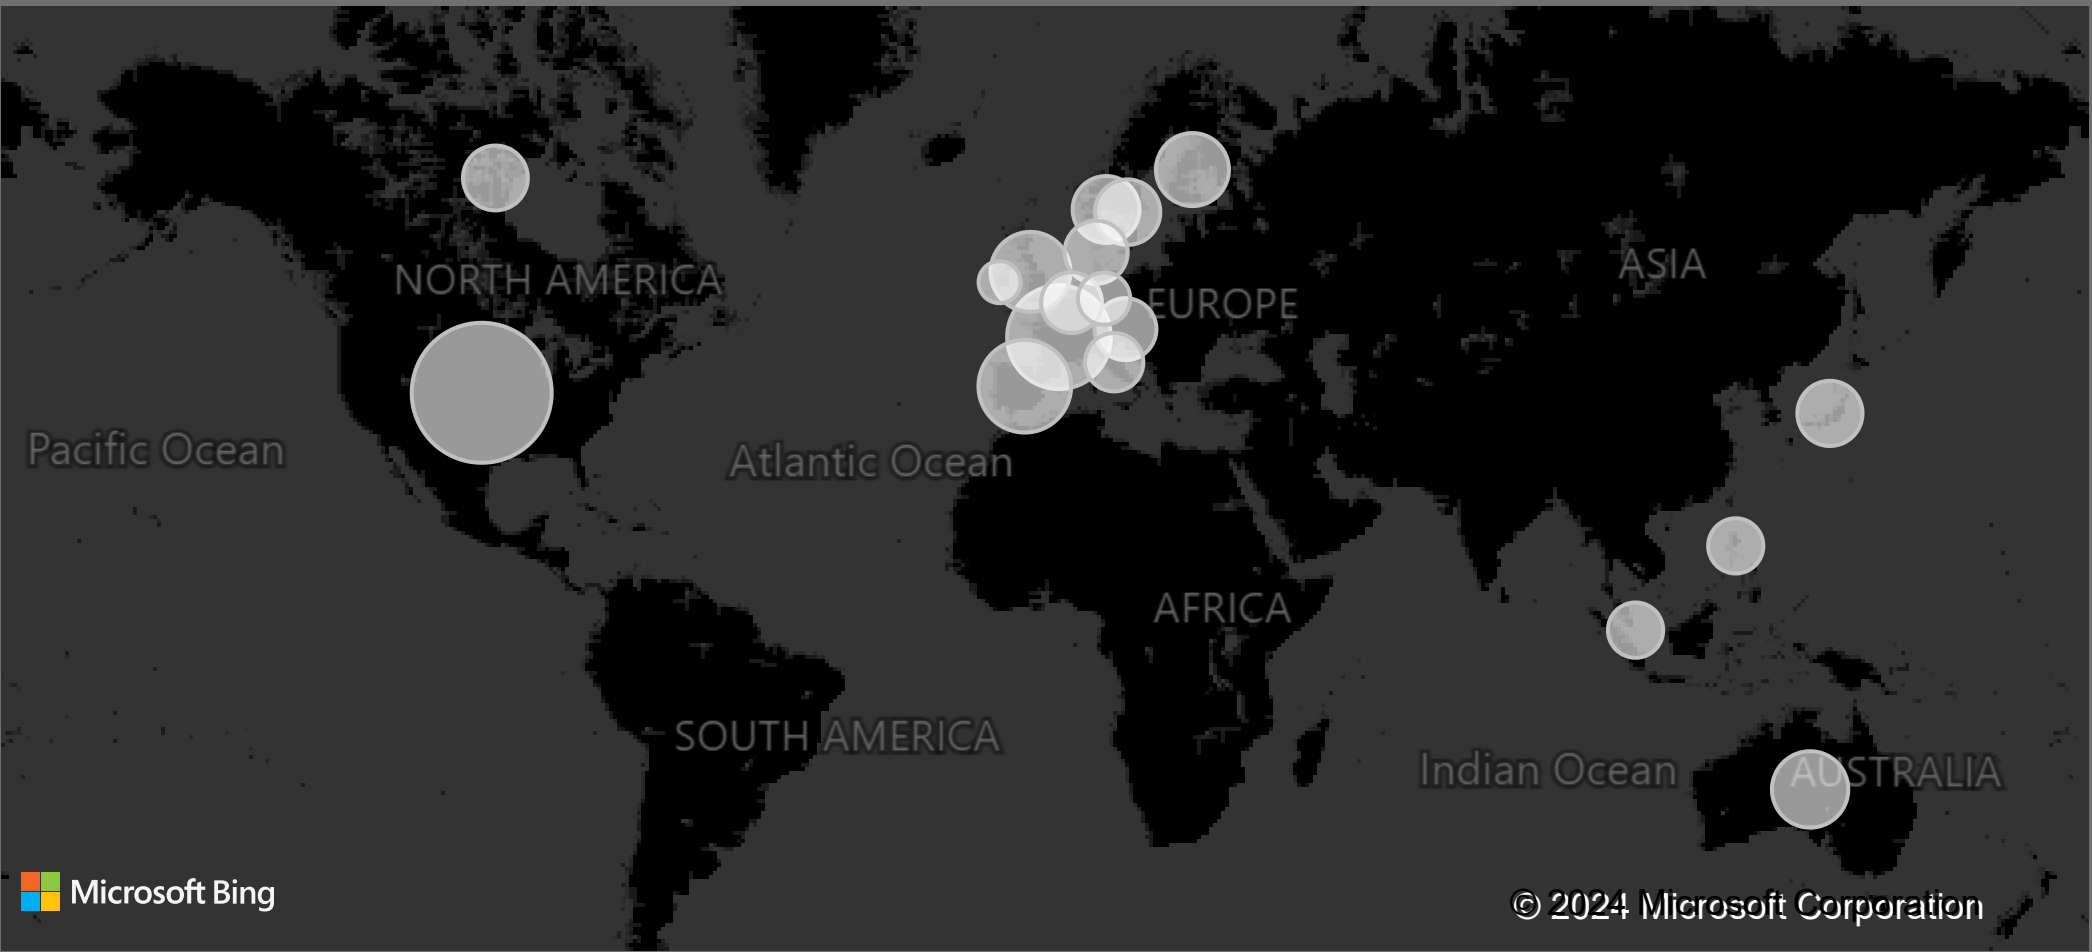 NORTH AMERICA
ASIA
EUROPE
Pacific Ocean
Atlantic Ocean
AFRICA
SOUTH AMERICA
Indian Ocean
AUSTRALIA
Microsoft Bing
© 2024 Microsoft Corporation